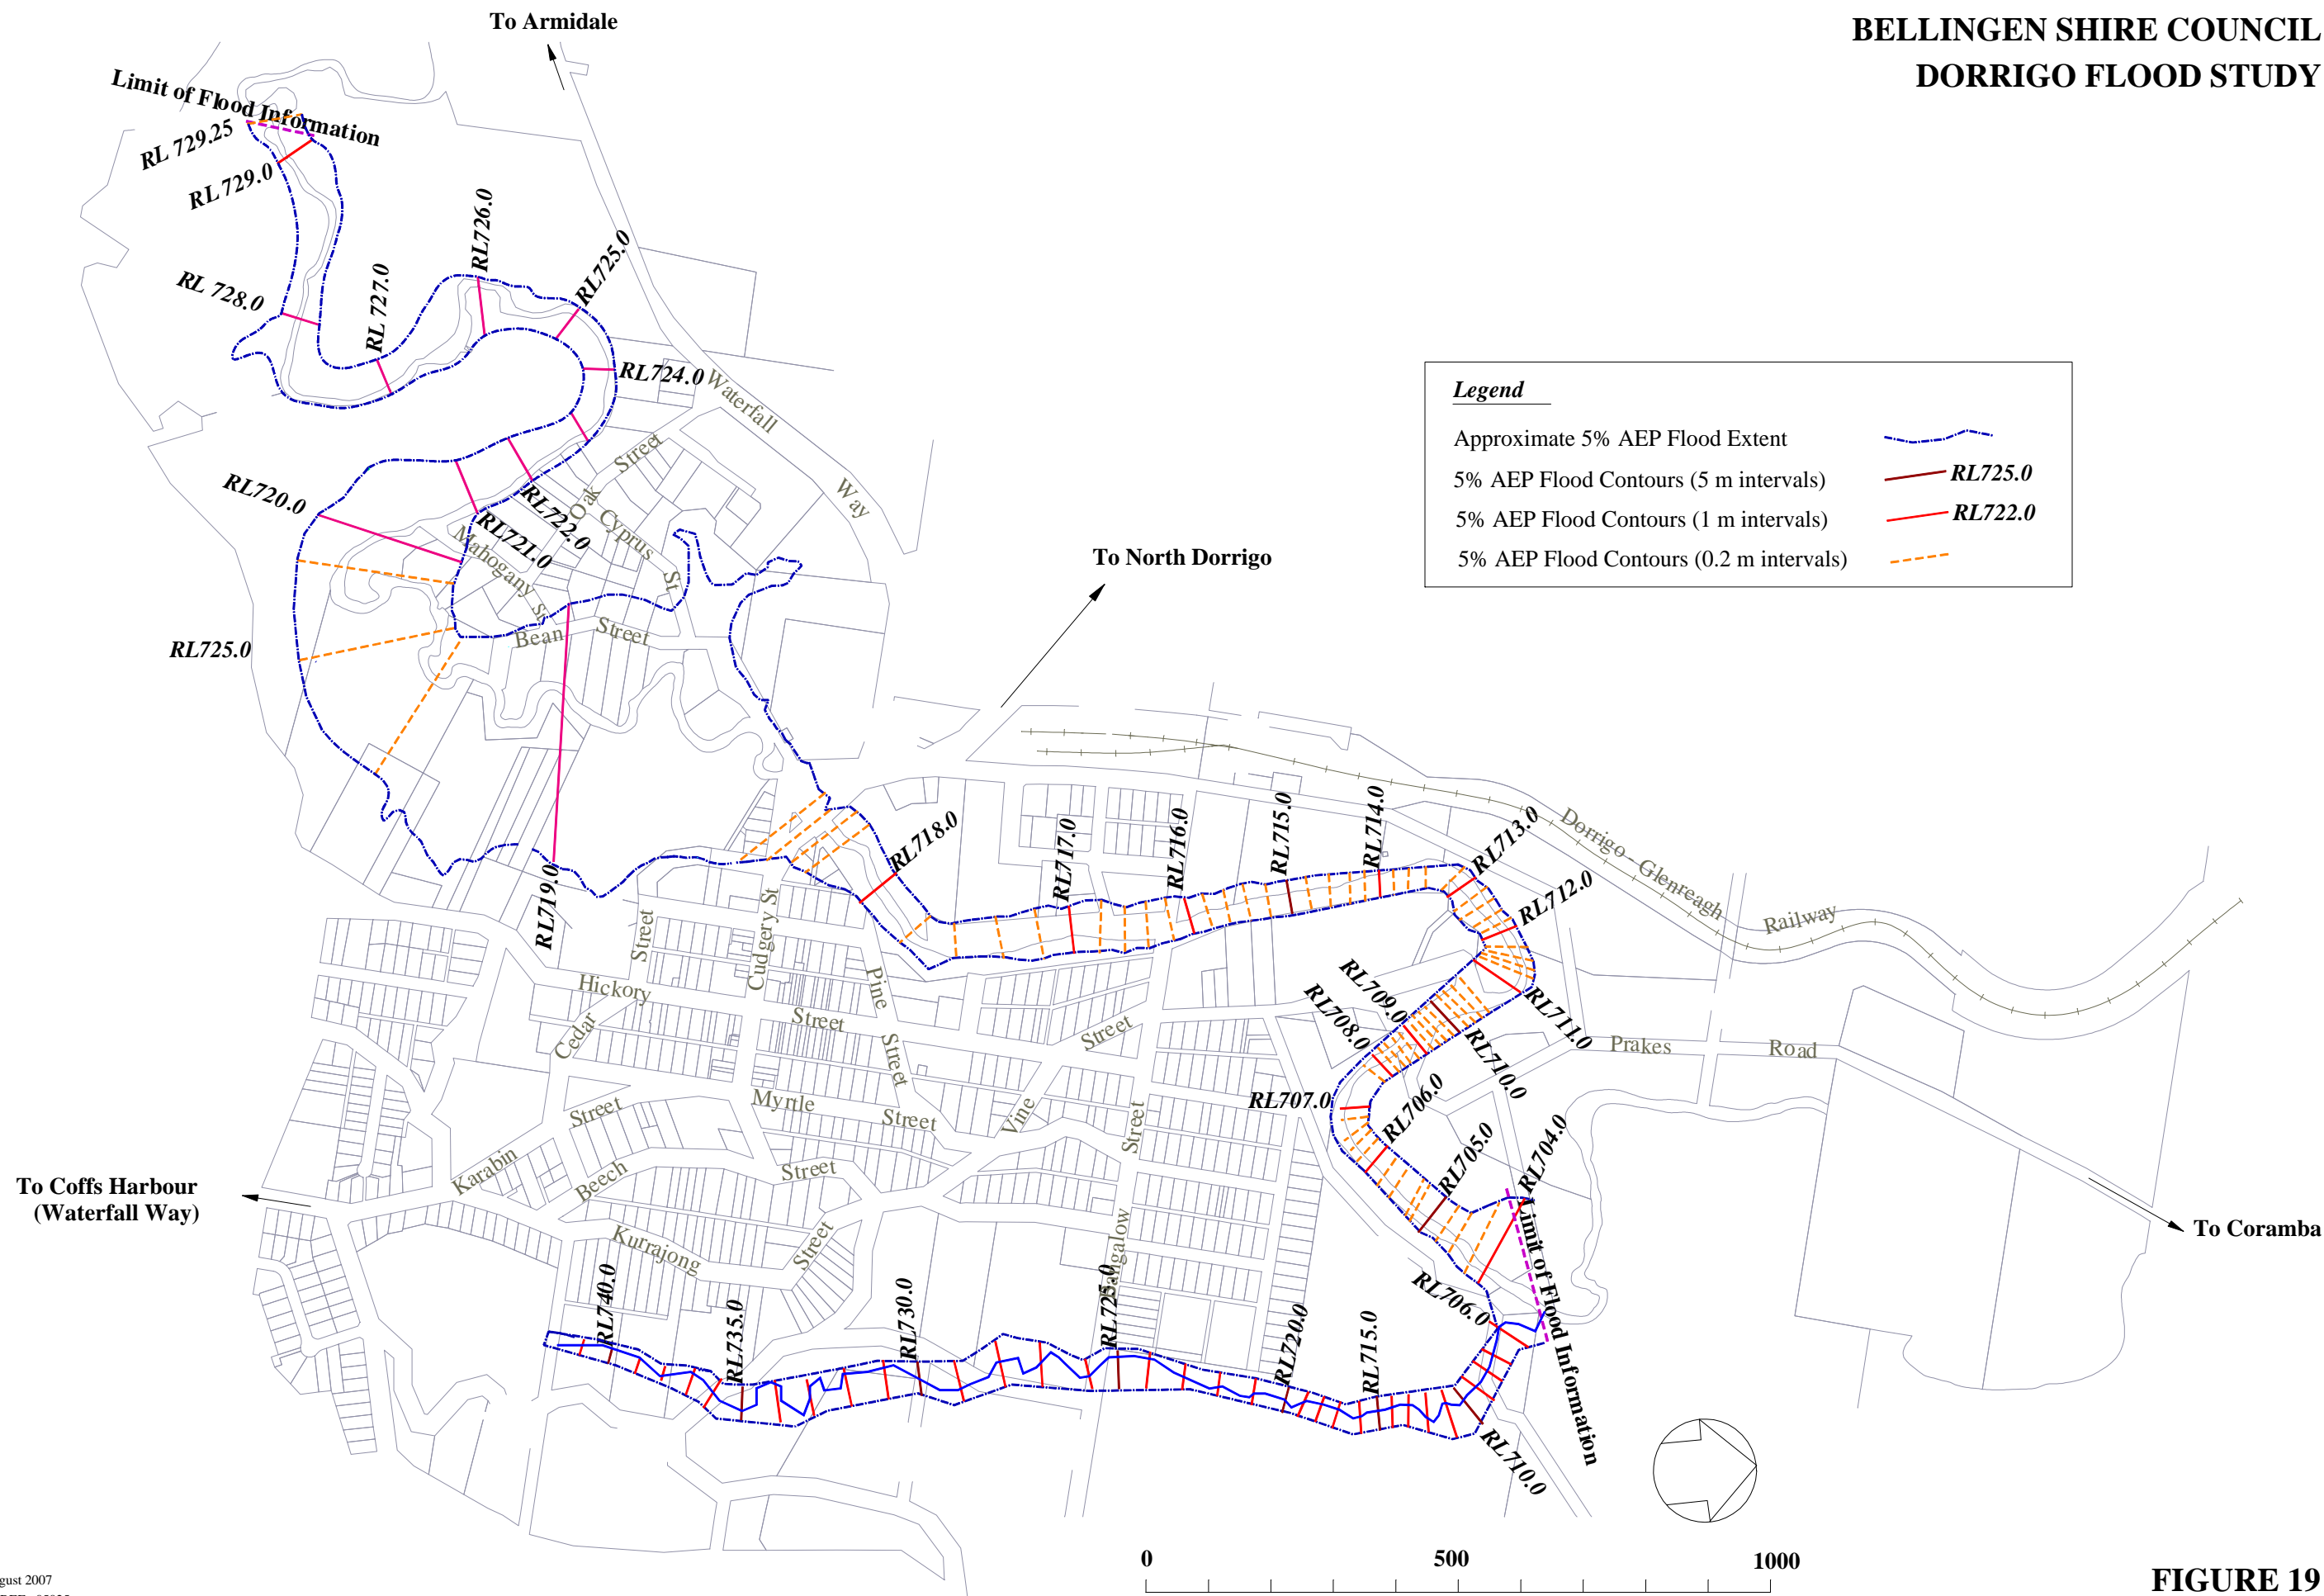 BELLINGEN SHIRE COUNCIL
DORRIGO FLOOD STUDY
To Armidale
Limit of Flood Information
RL 729.25
RL 729.0
RL726.0
RL725.0
RL 728.0
RL 727.0
RL724.0
Waterfall
Way
Legend
Approximate 5% AEP Flood Extent
5% AEP Flood Contours (5 m intervals)
RL725.0
5% AEP Flood Contours (1 m intervals)
RL722.0
5% AEP Flood Contours (0.2 m intervals)
Street
Oak
RL720.0
RL722.0
RL721.0
Cyprus
St
Mahogany
St
Bean
Street
RL725.0
To North Dorrigo
RL718.0
RL717.0
RL716.0
RL715.0
RL714.0
RL713.0
RL712.0
Dorrigo - Glenreagh
Railway
RL719.0
Street
Cudgery St
Hickory
Cedar
Street
Pine
Street
Street
RL709.0
RL708.0
RL711.0
RL710.0
Prakes
Road
Myrtle
Street
Vine
Street
RL707.0
RL706.0
RL705.0
RL704.0
Street
Karabin
Beech
Street
Kurrajong
Street
Bangalow
To Coffs Harbour
(Waterfall Way)
To Coramba
Limit of Flood Information
RL706.0
RL740.0
RL735.0
RL730.0
RL725.0
RL720.0
RL715.0
RL710.0
0
500
1000
gust 2007
FIGURE 19